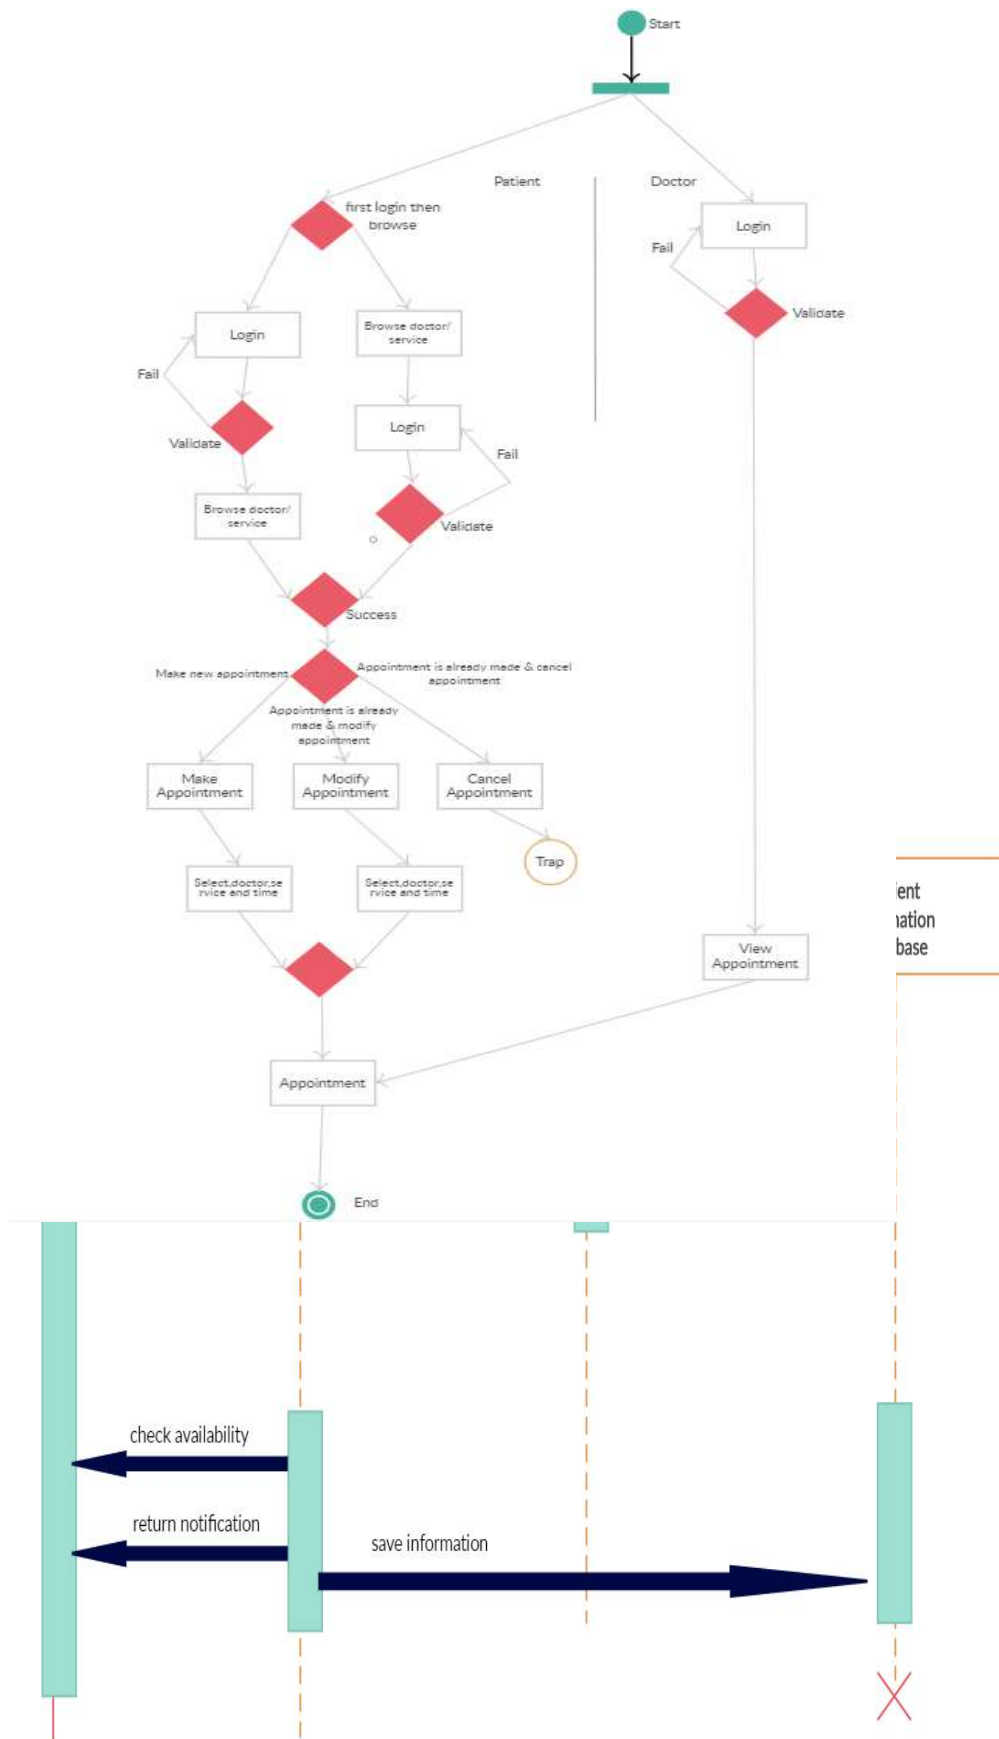 Start
Patient
Doctor
first login then
browse
Login
Fail
Validate
Login
Browse doctor/
service
Fail
Login
Validate
Fail
Browse doctor/
service
Validate
Success
Make new appointment
Appointment is already made & cancel
appointment
Appointment is already
made & modify
appointment
Make
Appointment
Modify
Appointment
Cancel
Appointment
Trap
Select,doctor,se
rvice and time
Select,doctor,se
rvice and time
ient
nation
base
View
Appointment
Appointment
End
check availability
return notification
save information